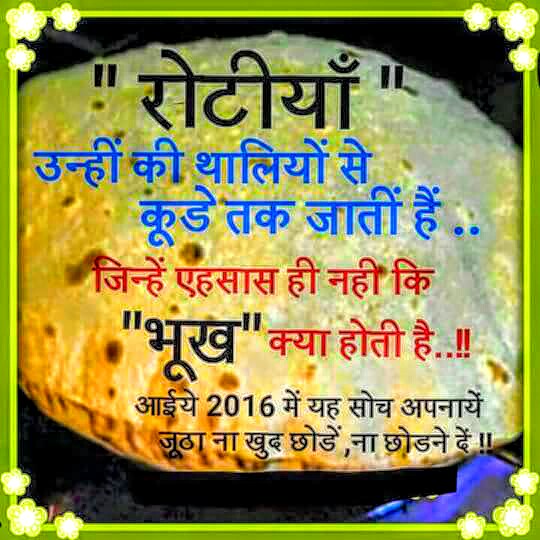 " रोटीयाँ "
उन्हीं की थालियों से
कूडे तक जातीं हैं ..
जिन्हें एहसास ही नही कि
"भूख" क्या होती है..!!
आईये 2016 में यह सोच अपनायें
जूठा ना खुद छोडें ,ना छोडने दें !!